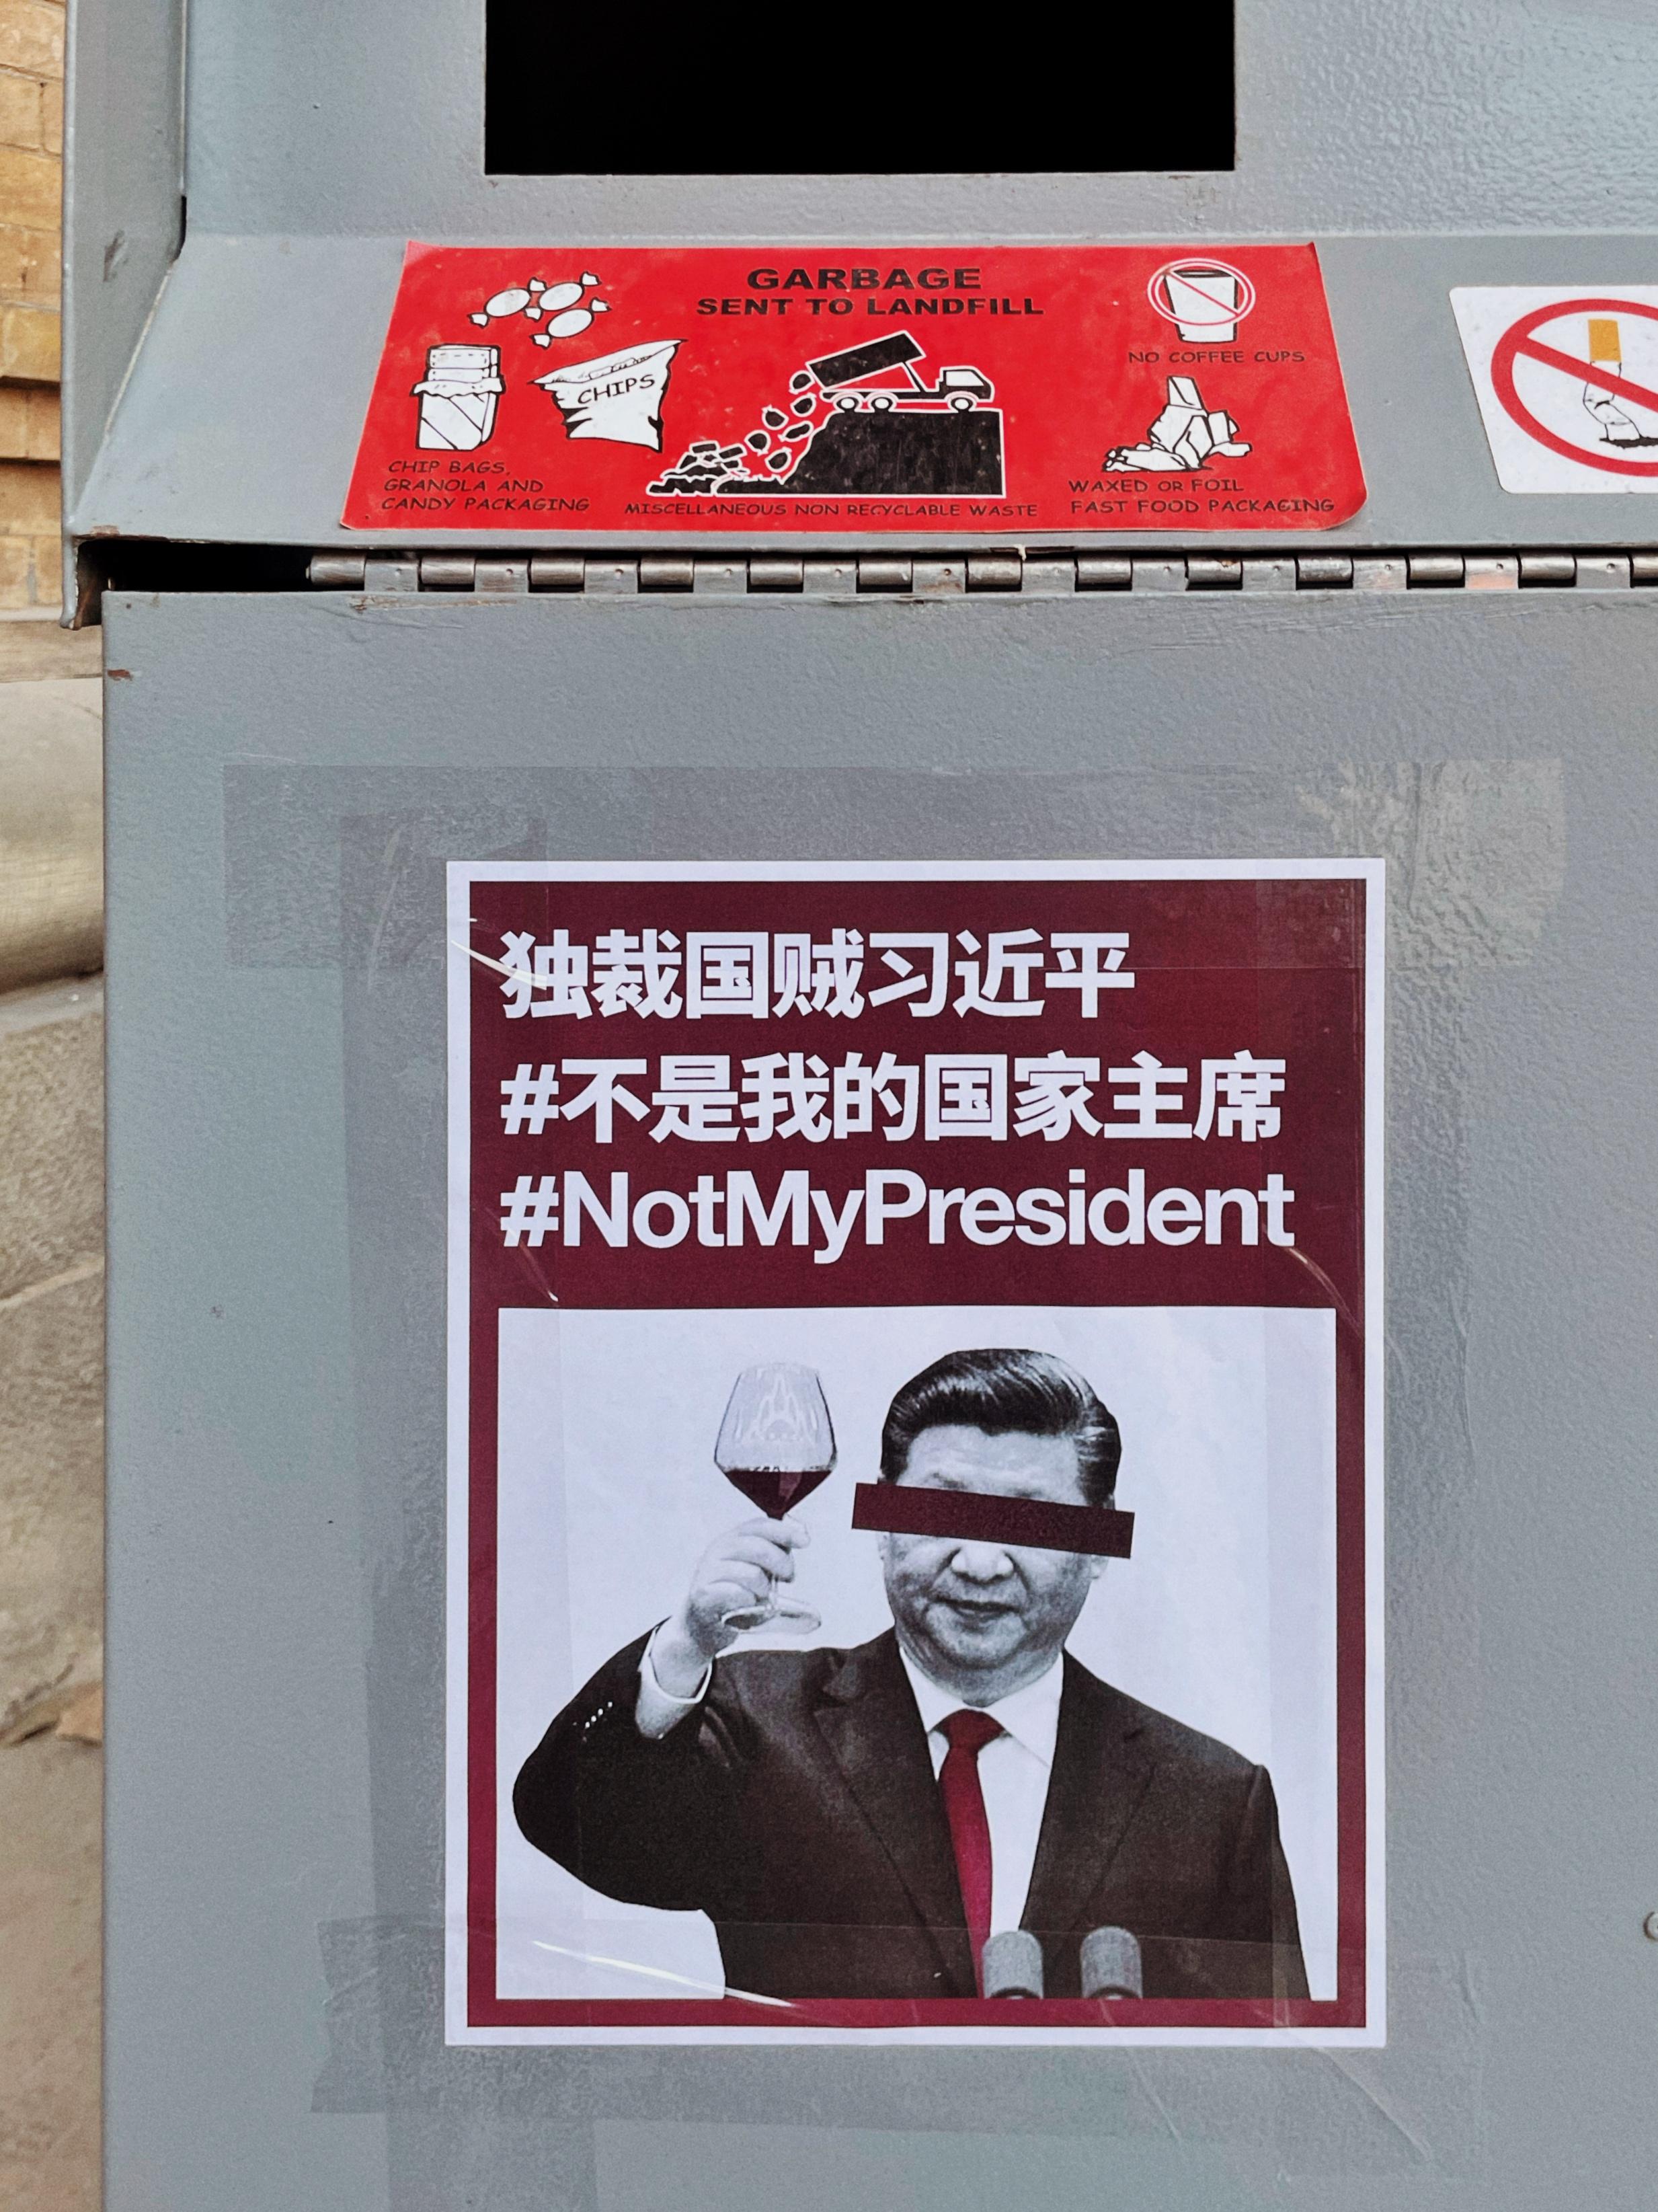 GARBAGE
SENT TO LANDFILL
CHIPS
NO COFFEE CUPS
CHIP BAGS,
GRANOLA AND
CANDY PACKAGING
MISCELLANEOUS NON RECYCLABLE WASTE
WAXED OR FOIL
FAST FOOD PACKAGING
独裁国贼习近平
#不是我的国家主席
#NotMyPresident